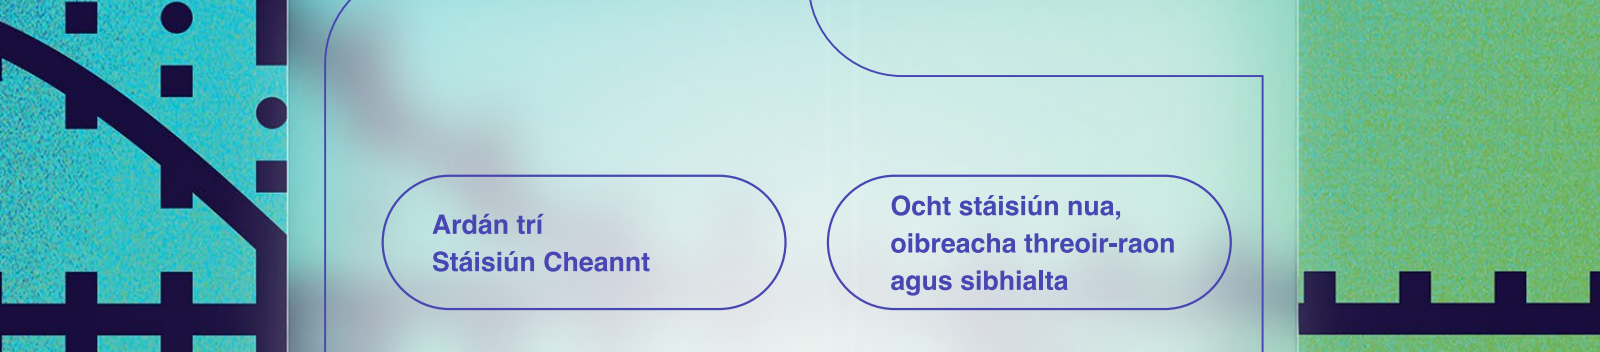 Ardán trí
Stáisiún Cheannt
Ocht stáisiún nua,
oibreacha threoir-raon
agus sibhialta